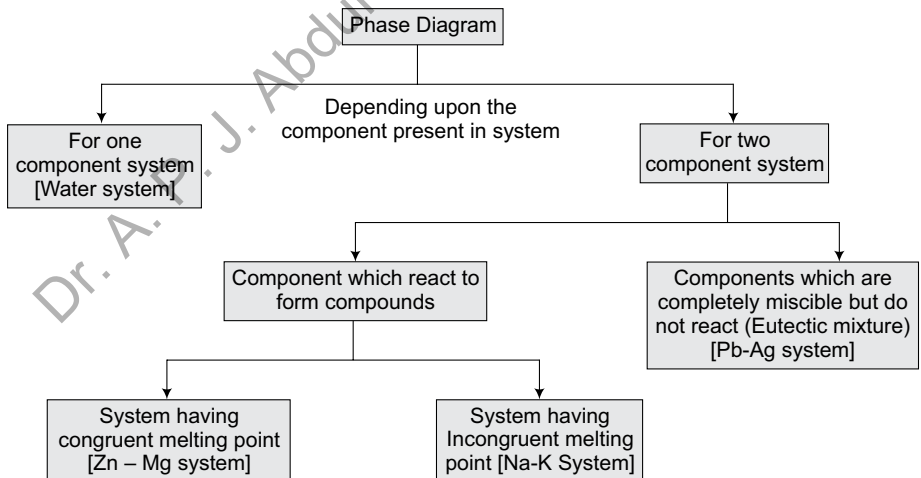 Phase Diagram
Dr. A. P. J. Abdul
Depending upon the
component present in system
For one
component system
[Water system]
For two
component system
Component which react to
form compounds
Components which are
completely miscible but do
not react (Eutectic mixture)
[Pb-Ag system]
System having
congruent melting point
[Zn – Mg system]
System having
Incongruent melting
point [Na-K System]